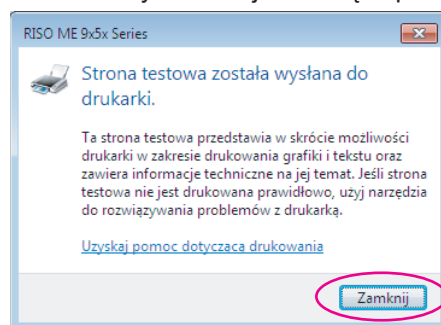 RISO ME 9x5x Series
Strona testowa została wysłana do
drukarki.
Ta strona testowa przedstawia w skrócie możliwości
drukarki w zakresie drukowania grafiki i tekstu oraz
zawiera informacje techniczne na jej temat. Jeśli strona
testowa nie jest drukowana prawidłowo, użyj narzędzia
do rozwiązywania problemów z drukarką.
Uzyskaj pomoc dotyczaca drukowania
Zamknij